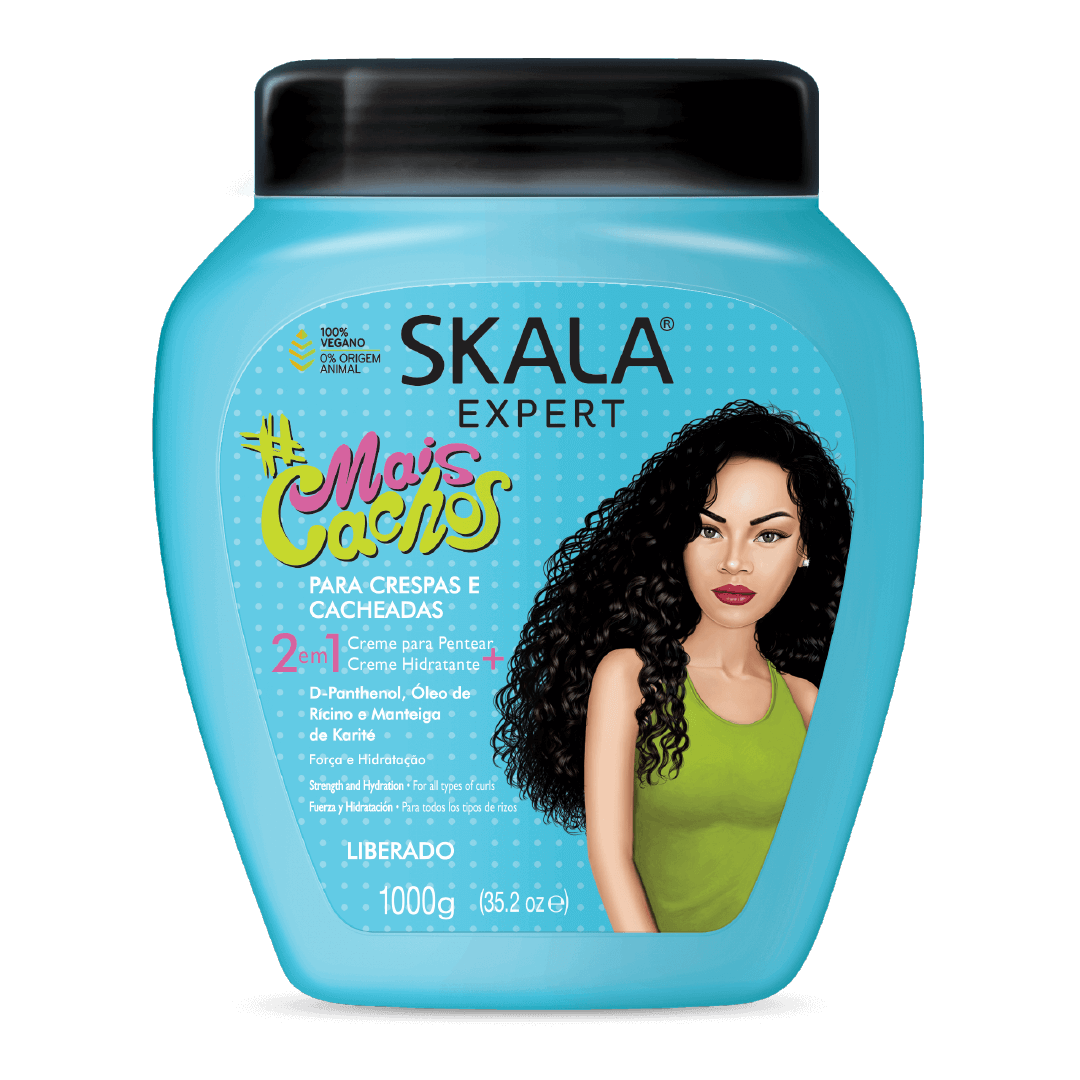 100%
VEGANO
0% ORIGEM
ANIMAL
SKALA®
EXPERT
#Mais
Cachos
PARA CRESPAS E
CACHEADAS
2em1 Creme para Pentear
Creme Hidratante +
D-Panthenol, Óleo de
Rícino e Manteiga
de Karité
Força e Hidratação
Strength and Hydration • For all types of curls
Fuerza y Hidratación • Para todos los tipos de rizos
LIBERADO
1000g (35.2 oz ℮)